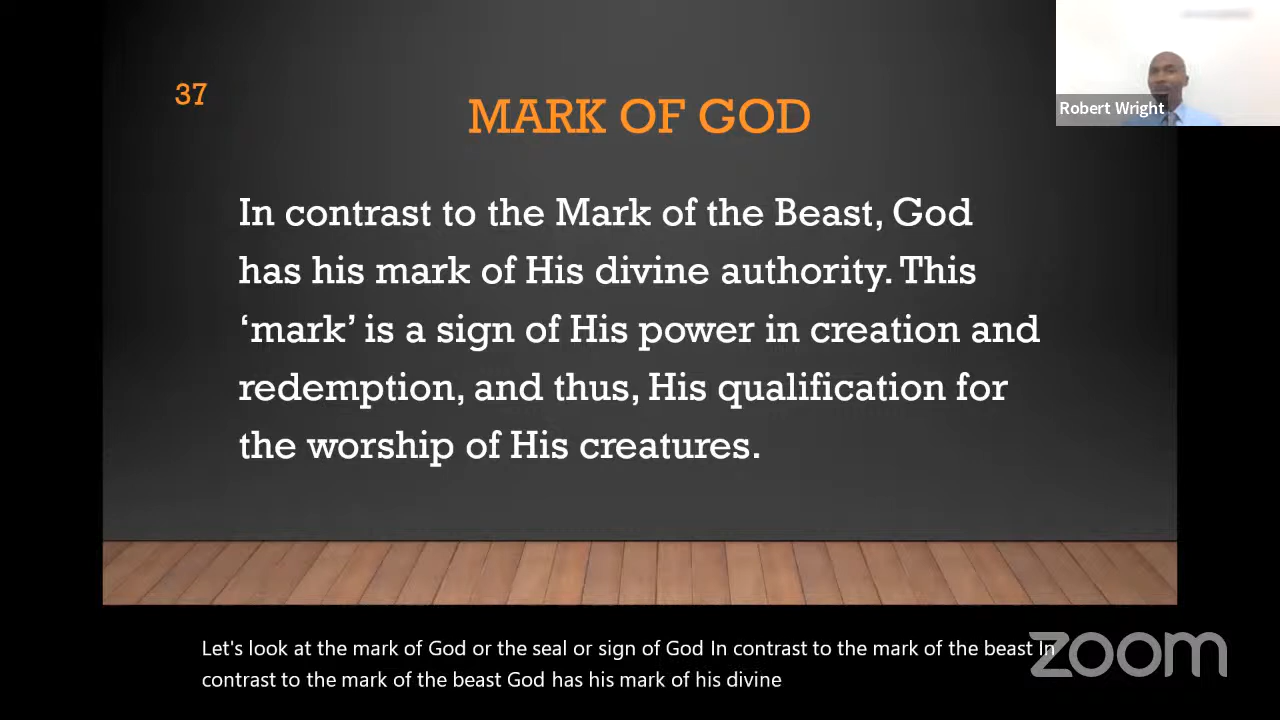 37
MARK OF GOD
In contrast to the Mark of the Beast, God
has his mark of His divine authority. This
‘mark’ is a sign of His power in creation and
redemption, and thus, His qualification for
the worship of His creatures.
Robert Wright
Let's look at the mark of God or the seal or sign of God In contrast to the mark of the beast In
contrast to the mark of the beast God has his mark of his divine
zoom